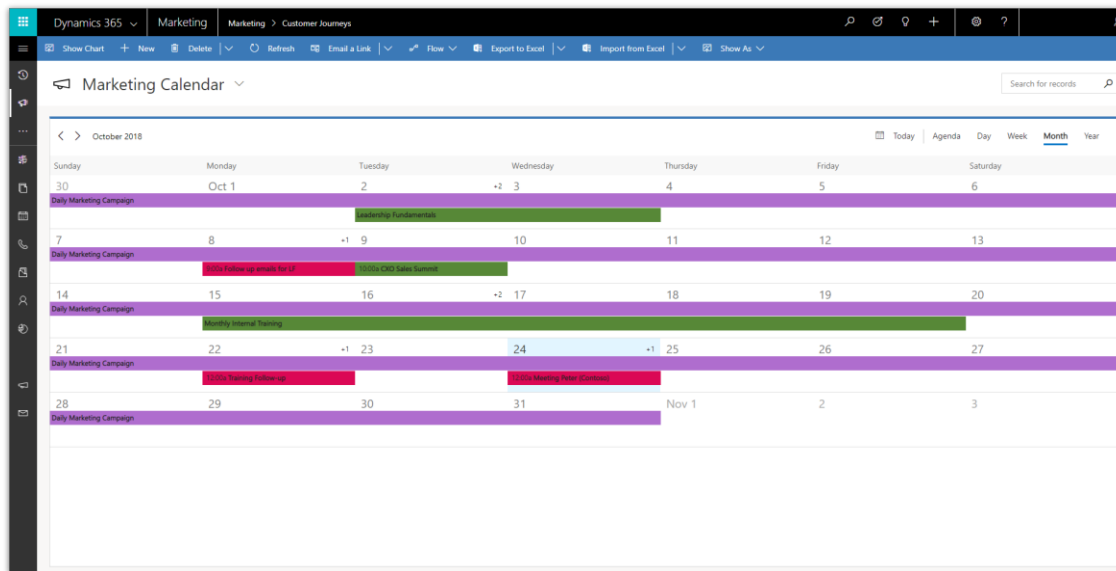 Dynamics 365 Marketing Marketing > Customer Journeys + ?
Show Chart + New Delete Refresh Email a Link Flow Export to Excel Import from Excel Show As
Marketing Calendar Search for records
< > October 2018 Today Agenda Day Week Month Year
Sunday Monday Tuesday Wednesday Thursday Friday Saturday
30 Oct 1 2 +2 3 4 5 6
Daily Marketing Campaign
Leadership Fundamentals
7 8 +1 9 10 11 12 13
Daily Marketing Campaign
Follow up emails for LF 10:00a CXO Sales Summit
14 15 16 +2 17 18 19 20
Daily Marketing Campaign
Monthly Internal Training
21 22 +1 23 24 +1 25 26 27
Daily Marketing Campaign
Training Follow-up Meeting Peter (Contoso)
28 29 30 31 Nov 1 2 3
Daily Marketing Campaign